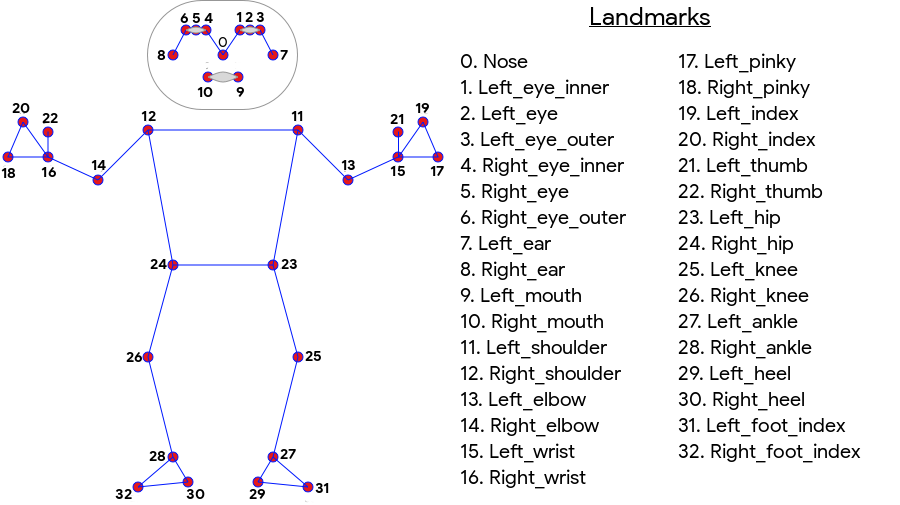 Landmarks
0. Nose
1. Left_eye_inner
2. Left_eye
3. Left_eye_outer
4. Right_eye_inner
5. Right_eye
6. Right_eye_outer
7. Left_ear
8. Right_ear
9. Left_mouth
10. Right_mouth
11. Left_shoulder
12. Right_shoulder
13. Left_elbow
14. Right_elbow
15. Left_wrist
16. Right_wrist
17. Left_pinky
18. Right_pinky
19. Left_index
20. Right_index
21. Left_thumb
22. Right_thumb
23. Left_hip
24. Right_hip
25. Left_knee
26. Right_knee
27. Left_ankle
28. Right_ankle
29. Left_heel
30. Right_heel
31. Left_foot_index
32. Right_foot_index
6 5 4 1 2 3
0
8 7
10 9
20 22 12 11 21 19
18 16 14 13 15 17
24 23
26 25
28 27
32 30 29 31